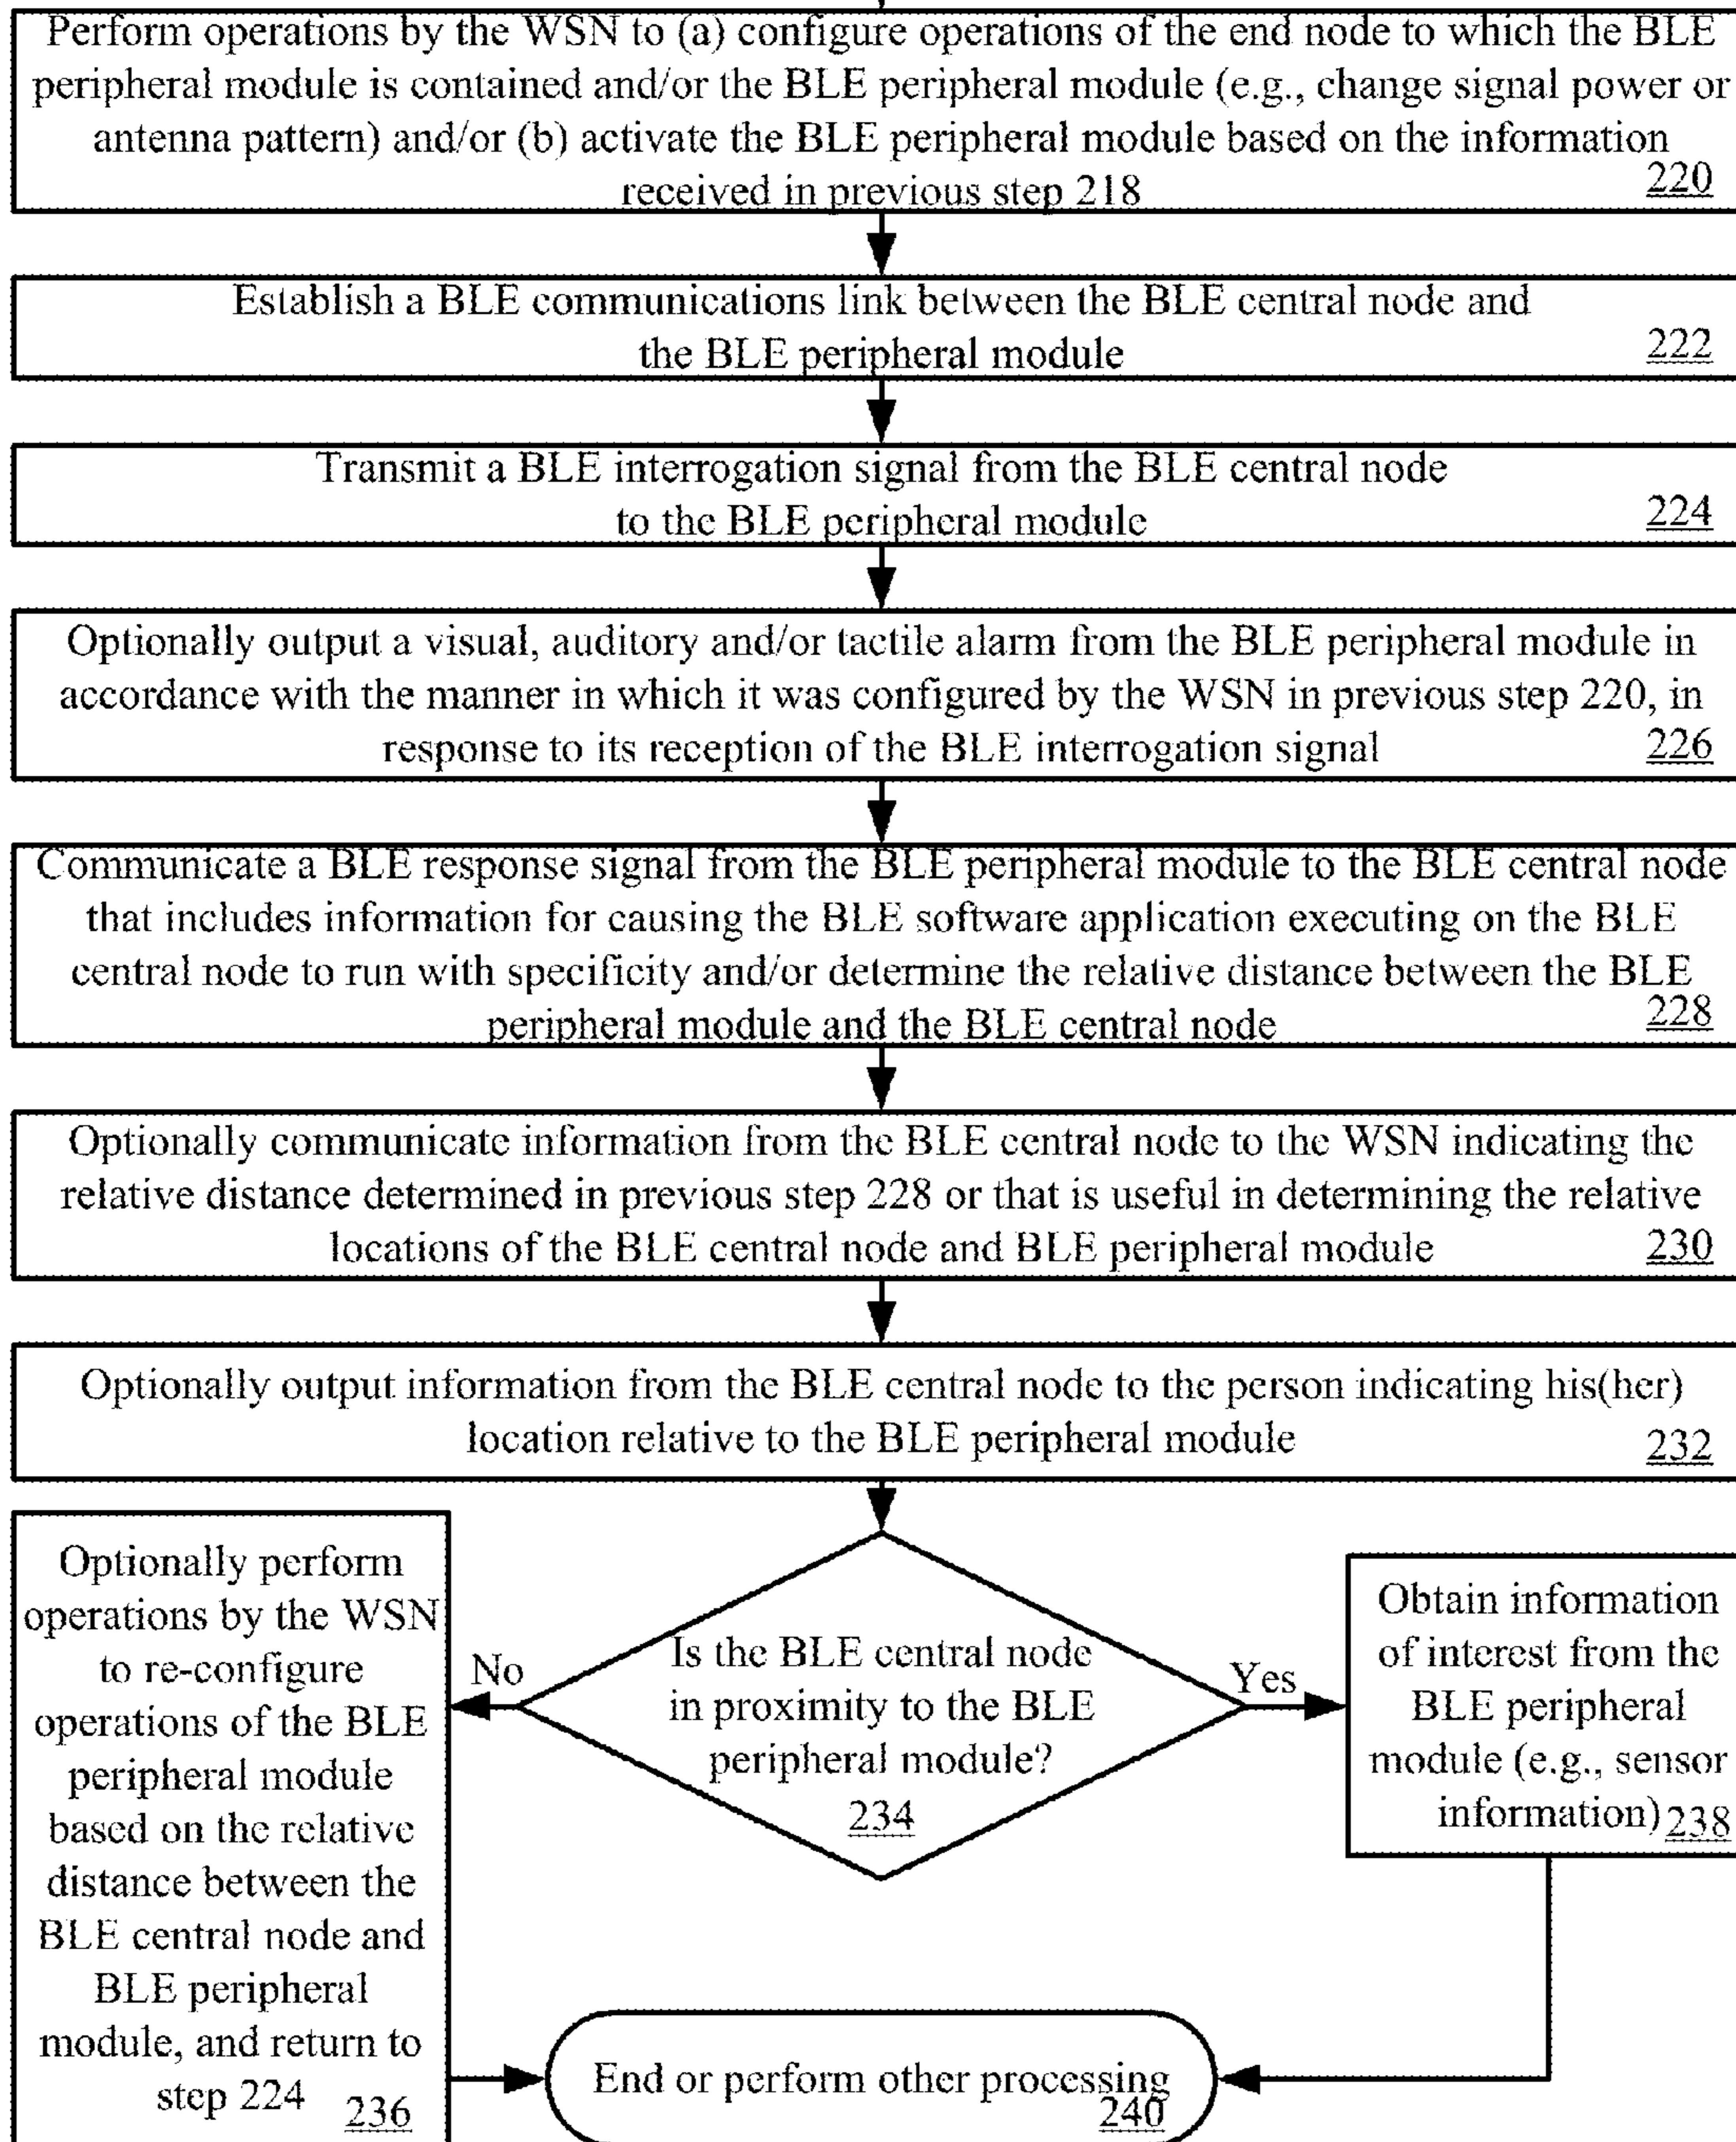 Perform operations by the WSN to (a) configure operations of the end node to which the BLE
peripheral module is contained and/or the BLE peripheral module (e.g., change signal power or
antenna pattern) and/or (b) activate the BLE peripheral module based on the information
received in previous step 218
220
Establish a BLE communications link between the BLE central node and
the BLE peripheral module
222
Transmit a BLE interrogation signal from the BLE central node
to the BLE peripheral module
224
Optionally output a visual, auditory and/or tactile alarm from the BLE peripheral module in
accordance with the manner in which it was configured by the WSN in previous step 220, in
response to its reception of the BLE interrogation signal
226
Communicate a BLE response signal from the BLE peripheral module to the BLE central node
that includes information for causing the BLE software application executing on the BLE
central node to run with specificity and/or determine the relative distance between the BLE
peripheral module and the BLE central node
228
Optionally communicate information from the BLE central node to the WSN indicating the
relative distance determined in previous step 228 or that is useful in determining the relative
locations of the BLE central node and BLE peripheral module
230
Optionally output information from the BLE central node to the person indicating his(her)
location relative to the BLE peripheral module
232
Optionally perform
operations by the WSN
to re-configure
operations of the BLE
peripheral module
based on the relative
distance between the
BLE central node and
BLE peripheral
module, and return to
step 224
236
No
Is the BLE central node
in proximity to the BLE
peripheral module?
234
Yes
Obtain information
of interest from the
BLE peripheral
module (e.g., sensor
information)
238
End or perform other processing
240